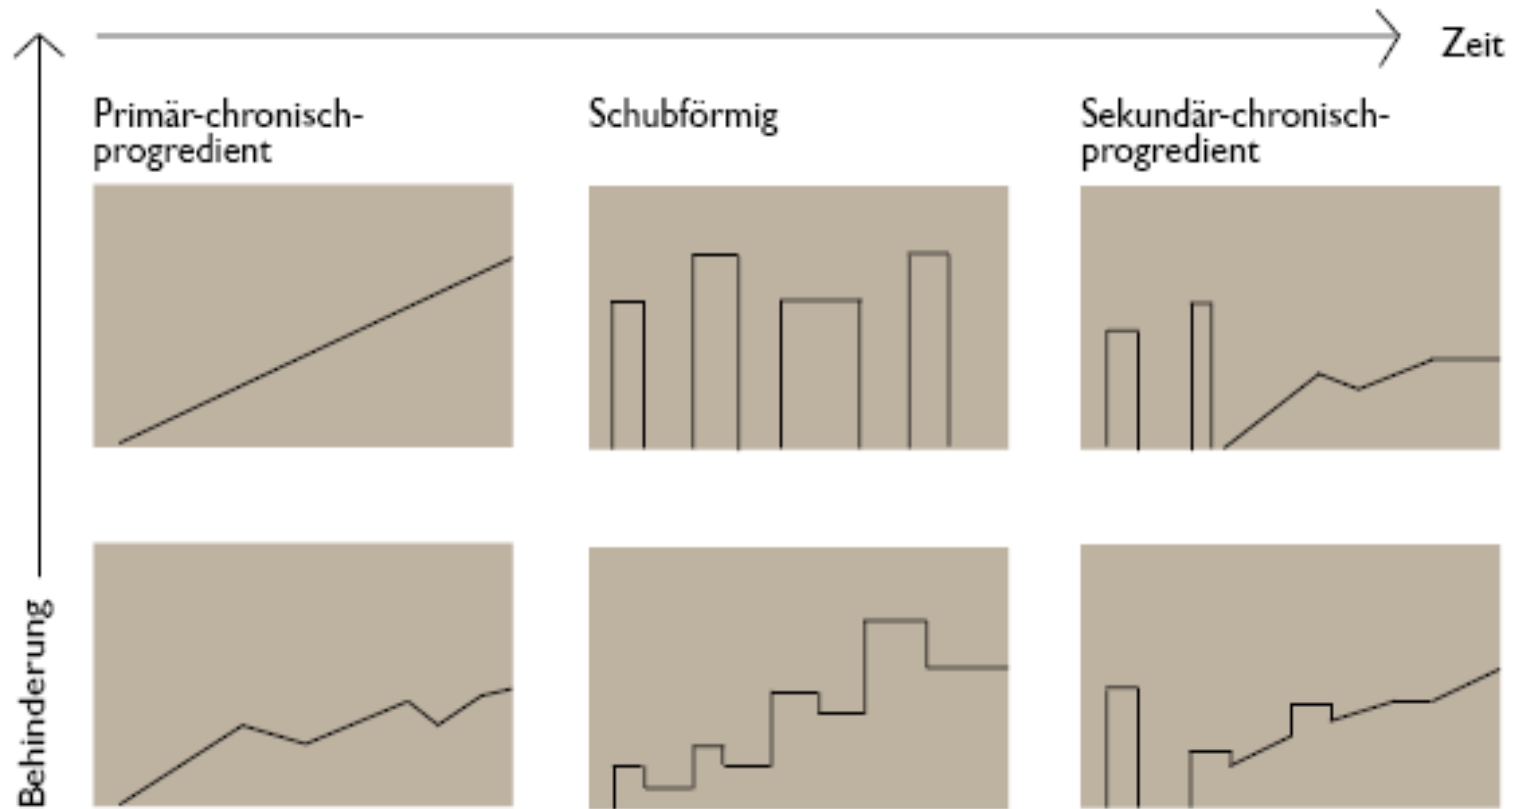 Zeit
Primär-chronisch-
progredient
Schubförmig
Sekundär-chronisch-
progredient
Behinderung